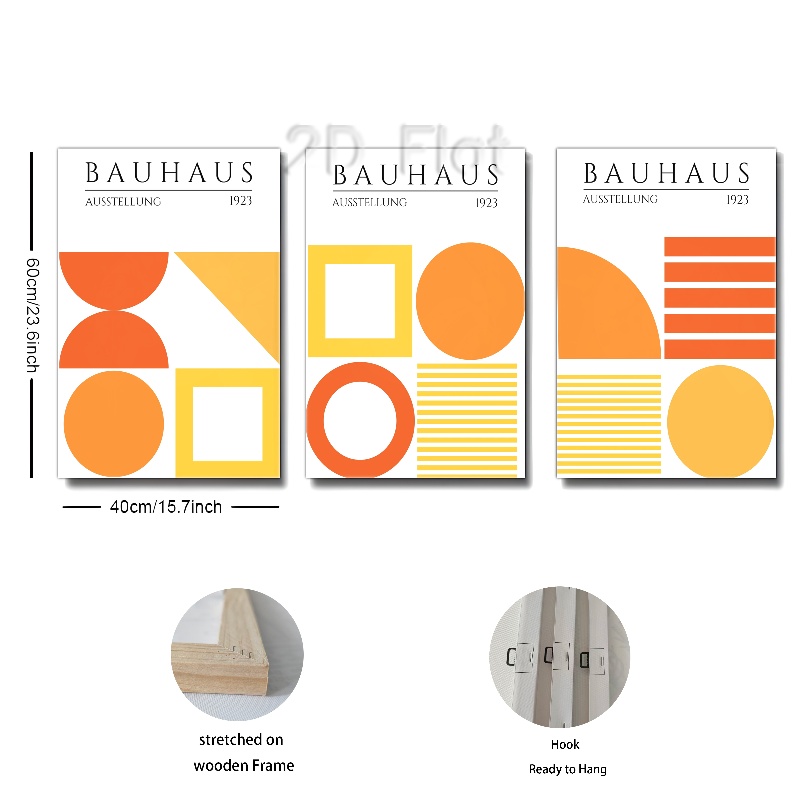 2D Flat
BAUHAUS
AUSSTELLUNG 1923
BAUHAUS
AUSSTELLUNG 1923
BAUHAUS
AUSSTELLUNG 1923
60cm/23.6inch
40cm/15.7inch
stretched on
wooden Frame
Hook
Ready to Hang